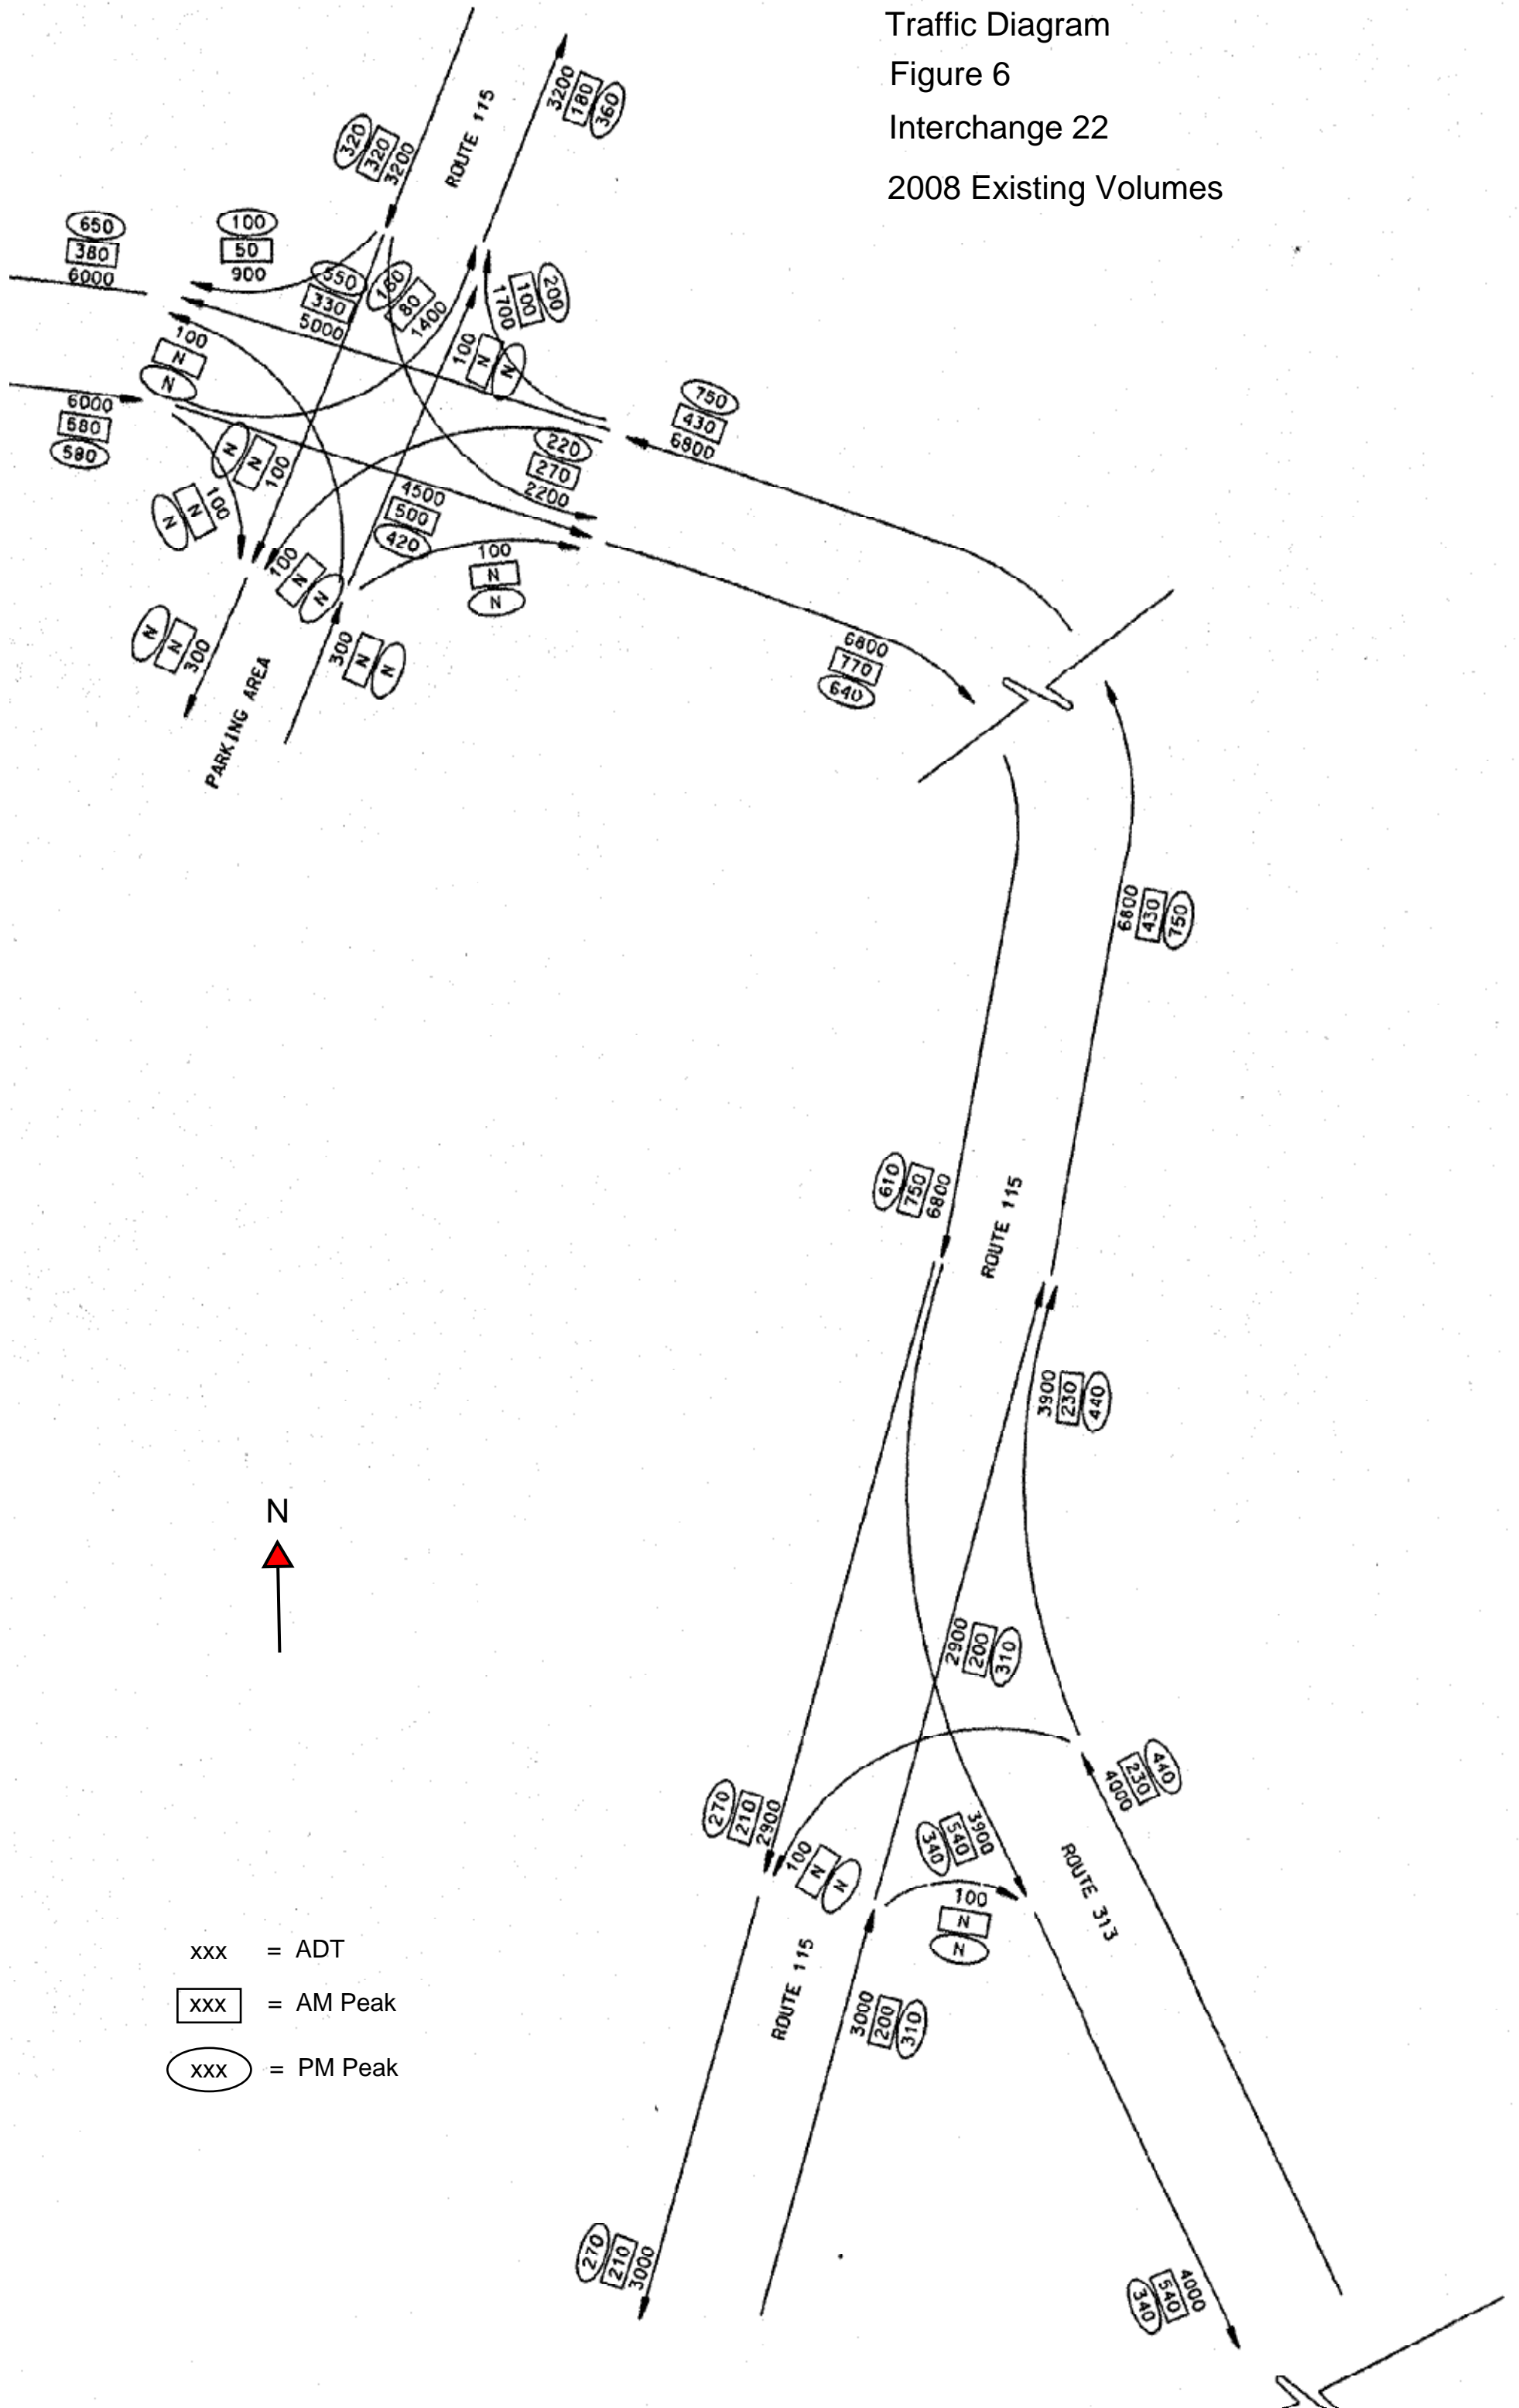 Traffic Diagram
Figure 6
Interchange 22
2008 Existing Volumes
3200
180
360
ROUTE 115
320
320
3200
650
380
6000
100
50
900
550
330
5000
160
80
1400
1700
100
200
100
N
N
100
N
N
6000
580
580
750
430
6800
220
270
2200
N
N
100
N
N
100
4500
500
420
100
N
N
100
N
N
N
N
300
300
N
N
PARKING AREA
6800
770
640
6800
430
750
610
750
6800
ROUTE 115
3900
230
440
N
2900
200
310
440
230
4000
270
210
2900
100
N
N
3900
540
340
100
N
N
ROUTE 313
xxx = ADT
xxx = AM Peak
xxx = PM Peak
ROUTE 115
3000
200
310
270
210
3000
4000
540
340